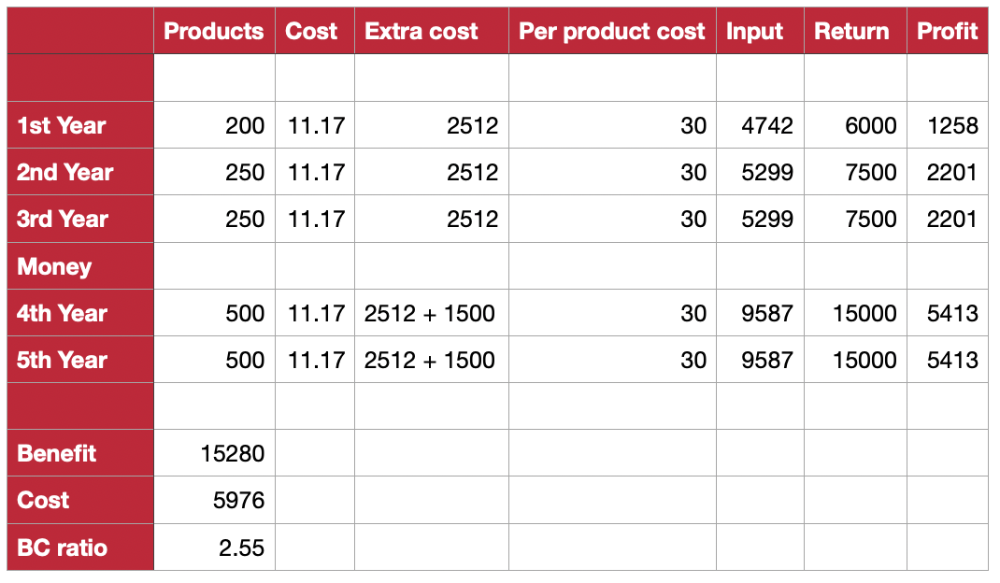 Products Cost Extra cost Per product cost Input Return Profit
1st Year 200 11.17 2512 30 4742 6000 1258
2nd Year 250 11.17 2512 30 5299 7500 2201
3rd Year 250 11.17 2512 30 5299 7500 2201
Money
4th Year 500 11.17 2512 + 1500 30 9587 15000 5413
5th Year 500 11.17 2512 + 1500 30 9587 15000 5413
Benefit 15280
Cost 5976
BC ratio 2.55